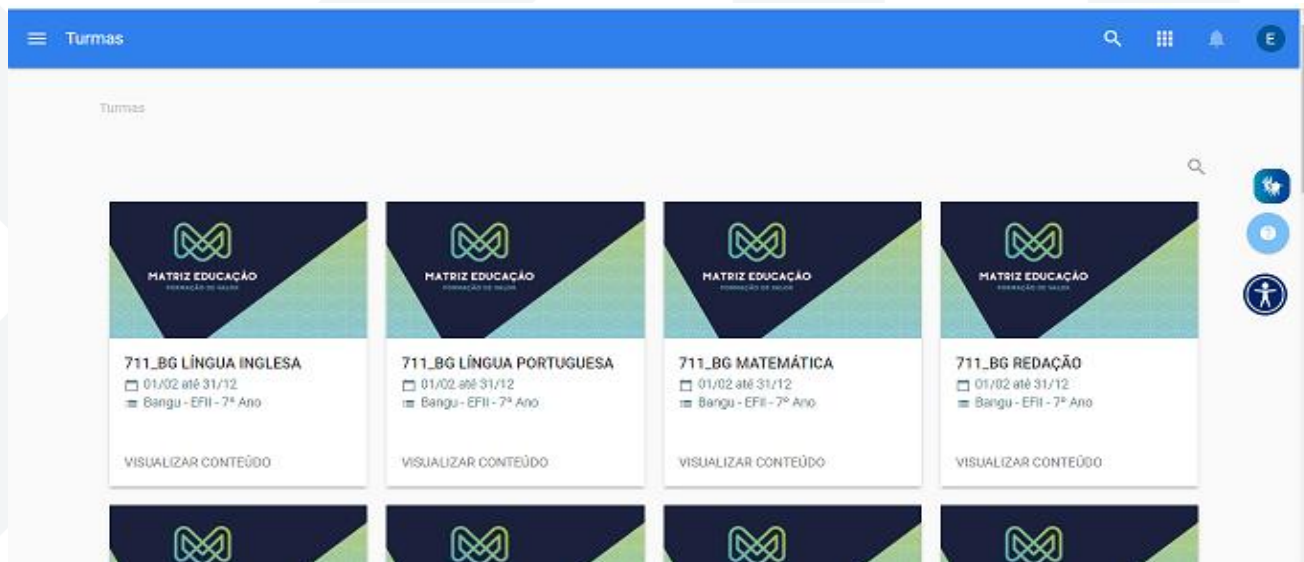 Turmas
E
Turmas
MATRIZ EDUCAÇÃO
MATRIZ EDUCAÇÃO
MATRIZ EDUCAÇÃO
MATRIZ EDUCAÇÃO
711_BG LÍNGUA INGLESA
01/02 até 31/12
Bangu - EFII - 7º Ano
VISUALIZAR CONTEÚDO
711_BG LÍNGUA PORTUGUESA
01/02 até 31/12
Bangu - EFII - 7º Ano
VISUALIZAR CONTEÚDO
711_BG MATEMÁTICA
01/02 até 31/12
Bangu - EFII - 7º Ano
VISUALIZAR CONTEÚDO
711_BG REDAÇÃO
01/02 até 31/12
Bangu - EFII - 7º Ano
VISUALIZAR CONTEÚDO